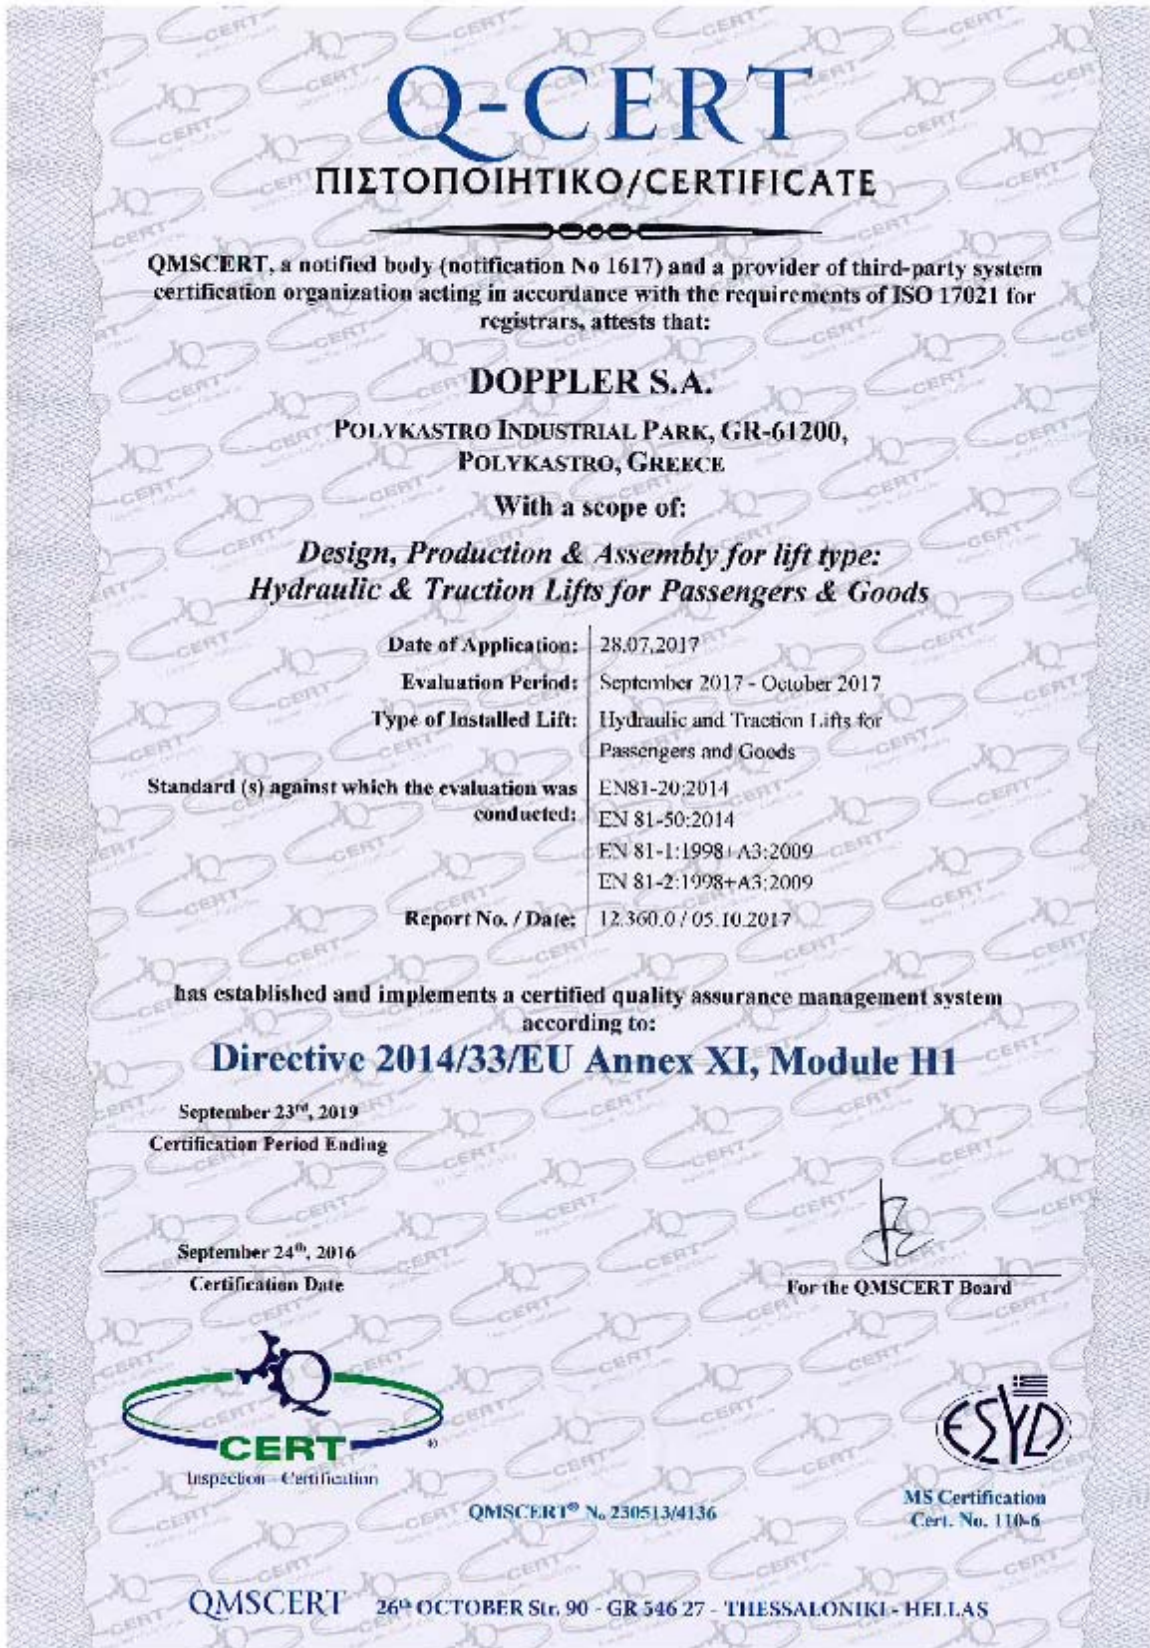 Q-CERT
ΠΙΣΤΟΠΟΙΗΤΙΚΟ/CERTIFICATE
QMSCERT, a notified body (notification No 1617) and a provider of third-party system
certification organization acting in accordance with the requirements of ISO 17021 for
registrars, attests that:
DOPPLER S.A.
POLYKASTRO INDUSTRIAL PARK, GR-61200,
POLYKASTRO, GREECE
With a scope of:
Design, Production & Assembly for lift type:
Hydraulic & Traction Lifts for Passengers & Goods
Date of Application: 28.07.2017
Evaluation Period: September 2017 - October 2017
Type of Installed Lift: Hydraulic and Traction Lifts for
Passengers and Goods
Standard (s) against which the evaluation was EN81-20:2014
conducted: EN 81-50:2014
EN 81-1:1998+A3:2009
EN 81-2:1998+A3:2009
Report No. / Date: 12.360.0 / 05.10.2017
has established and implements a certified quality assurance management system
according to:
Directive 2014/33/EU Annex XI, Module H1
September 23rd, 2019
Certification Period Ending
September 24th, 2016
Certification Date
For the QMSCERT Board
Q
CERT ®
Inspection - Certification
ESYD
MS Certification
Cert. No. 110-6
QMSCERT® No 230513/4136
QMSCERT 26th OCTOBER Str. 90 - GR 546 27 - THESSALONIKI - HELLAS